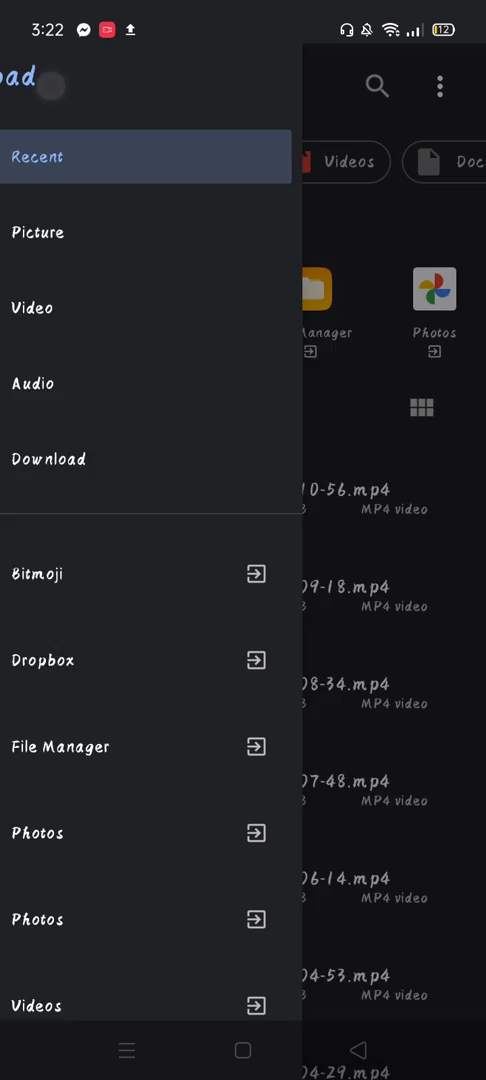 3:22
12
oad
Videos
Recent
Picture
Manager
Photos
Video
Audio
Download
10-56.mp4
MP4 video
Bitmoji
09-18.mp4
MP4 video
Dropbox
08-34.mp4
MP4 video
File Manager
07-48.mp4
MP4 video
Photos
06-14.mp4
MP4 video
Photos
04-53.mp4
MP4 video
Videos
04-29.mp4